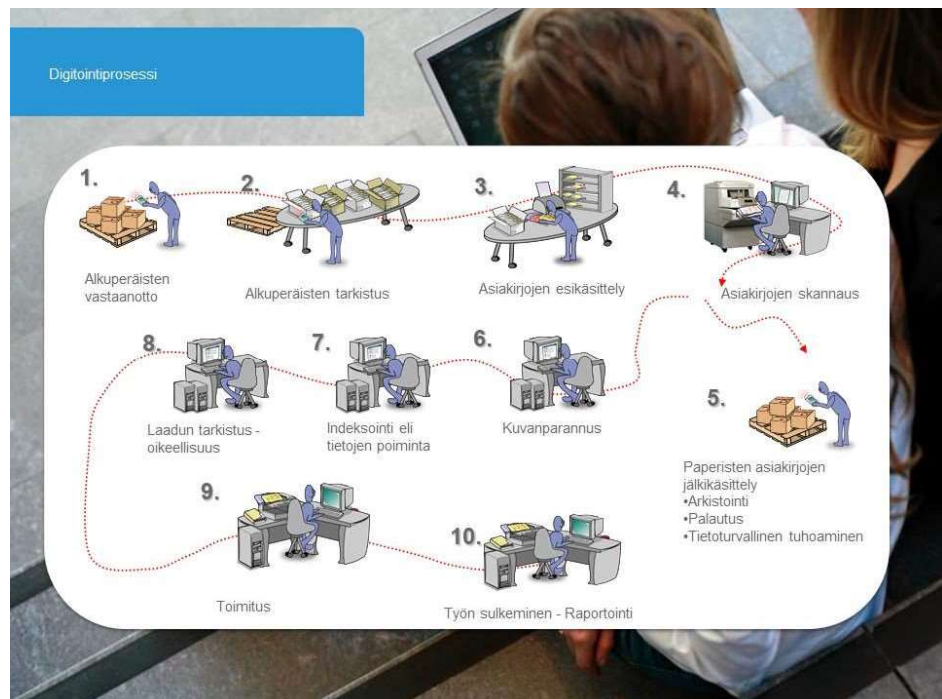 Digitointiprosessi
1.
Alkuperäisten
vastaanotto
2.
Alkuperäisten tarkistus
3.
Asiakirjojen esikäsittely
4.
Asiakirjojen skannaus
5.
Paperisten asiakirjojen
jälkikäsittely
•Arkistointi
•Palautus
•Tietoturvallinen tuhoaminen
6.
Kuvanparannus
7.
Indeksointi eli
tietojen poiminta
8.
Laadun tarkistus -
oikeellisuus
9.
Toimitus
10.
Työn sulkeminen - Raportointi